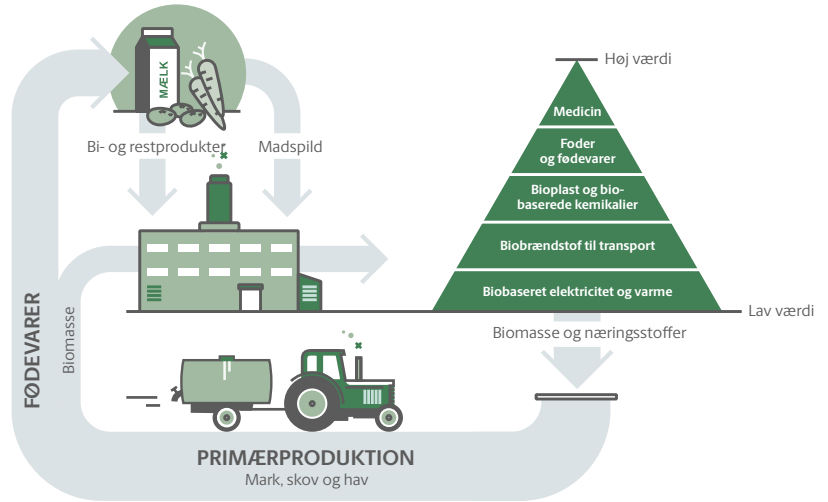 MÆLK
Bi- og restprodukter
Madspild
Høj værdi
Medicin
Foder
og fødevarer
Bioplast og bio-
baserede kemikalier
Biobrændstof til transport
Biobaseret elektricitet og varme
Lav værdi
Biomasse og næringsstoffer
FØDEVARER
Biomasse
PRIMÆRPRODUKTION
Mark, skov og hav